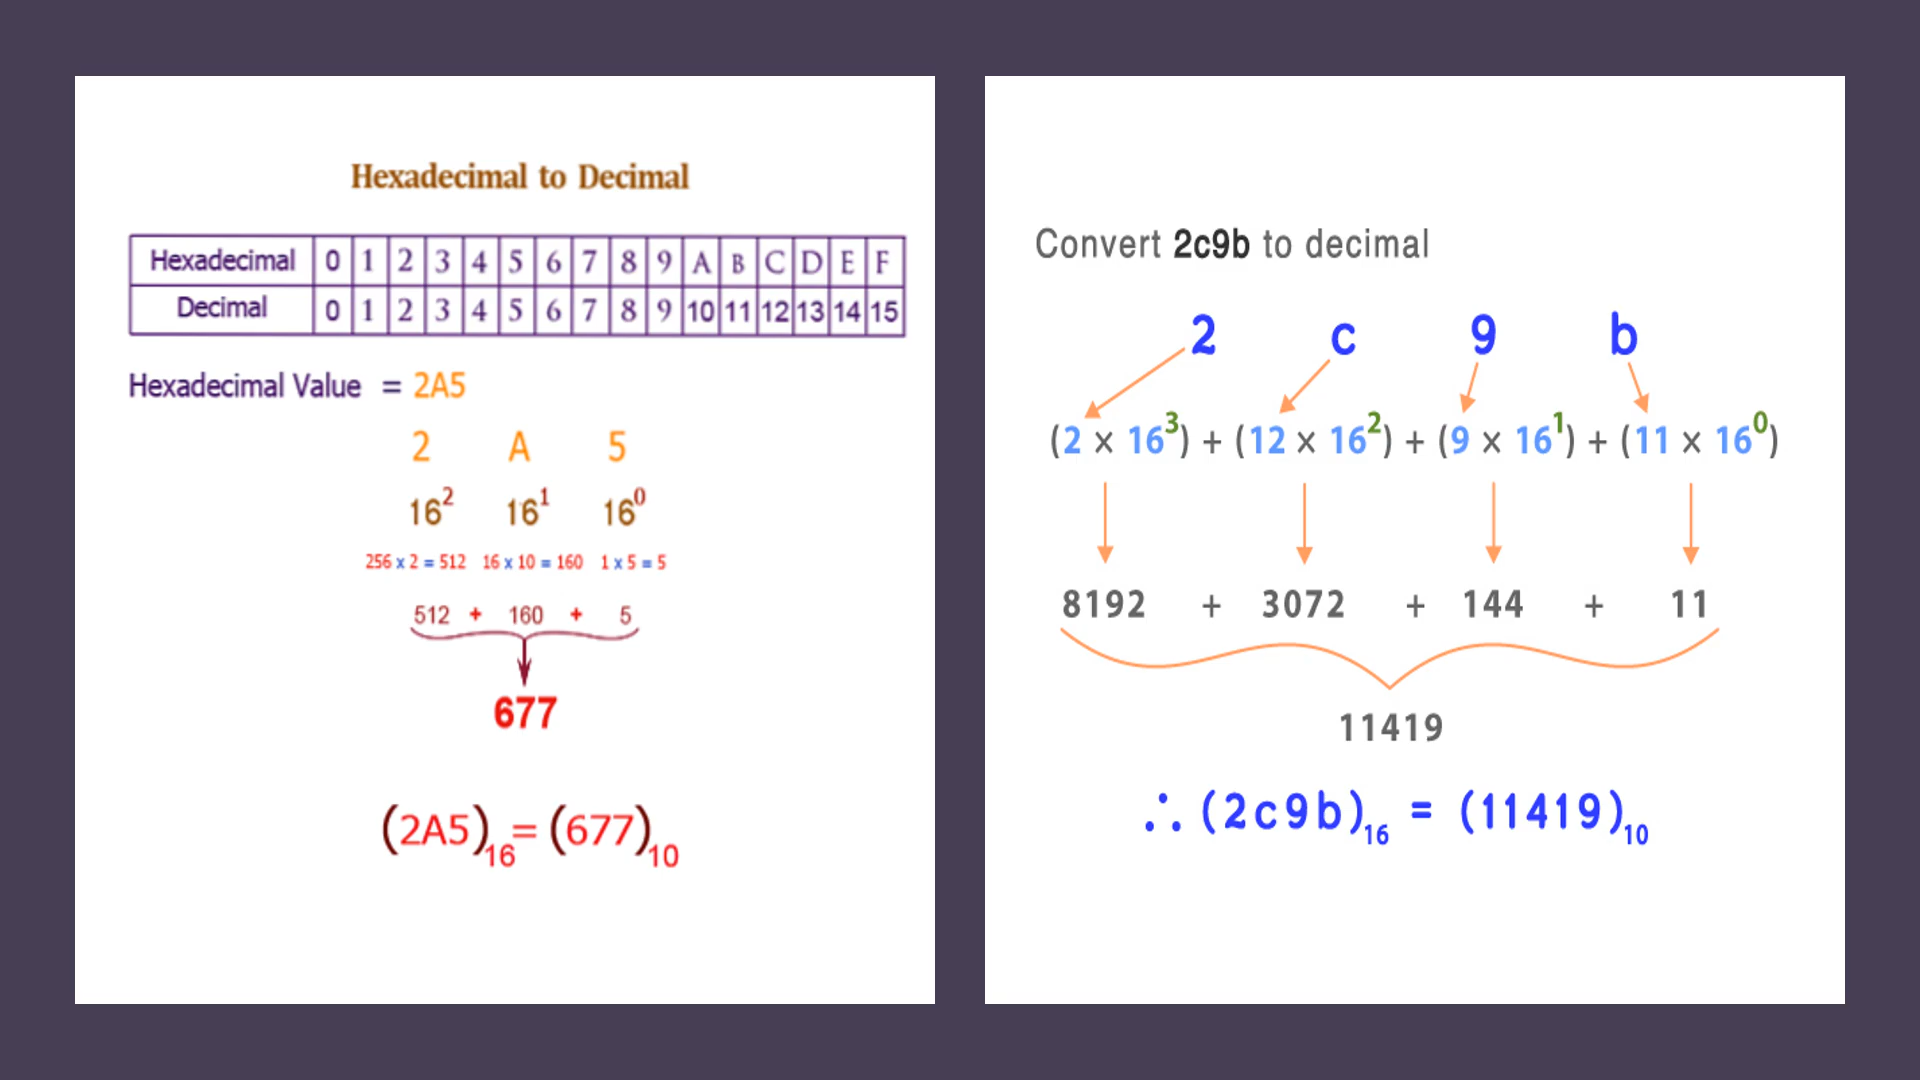 Hexadecimal to Decimal
Hexadecimal 0 1 2 3 4 5 6 7 8 9 A B C D E F
Decimal 0 1 2 3 4 5 6 7 8 9 10 11 12 13 14 15
Hexadecimal Value = 2A5
2 A 5
16² 16¹ 16⁰
256 x 2 = 512 16 x 10 = 160 1 x 5 = 5
512 + 160 + 5
677
(2A5)₁₆ = (677)₁₀
Convert 2c9b to decimal
2 c 9 b
(2 × 16³) + (12 × 16²) + (9 × 16¹) + (11 × 16⁰)
8192 + 3072 + 144 + 11
11419
∴ (2c9b)₁₆ = (11419)₁₀